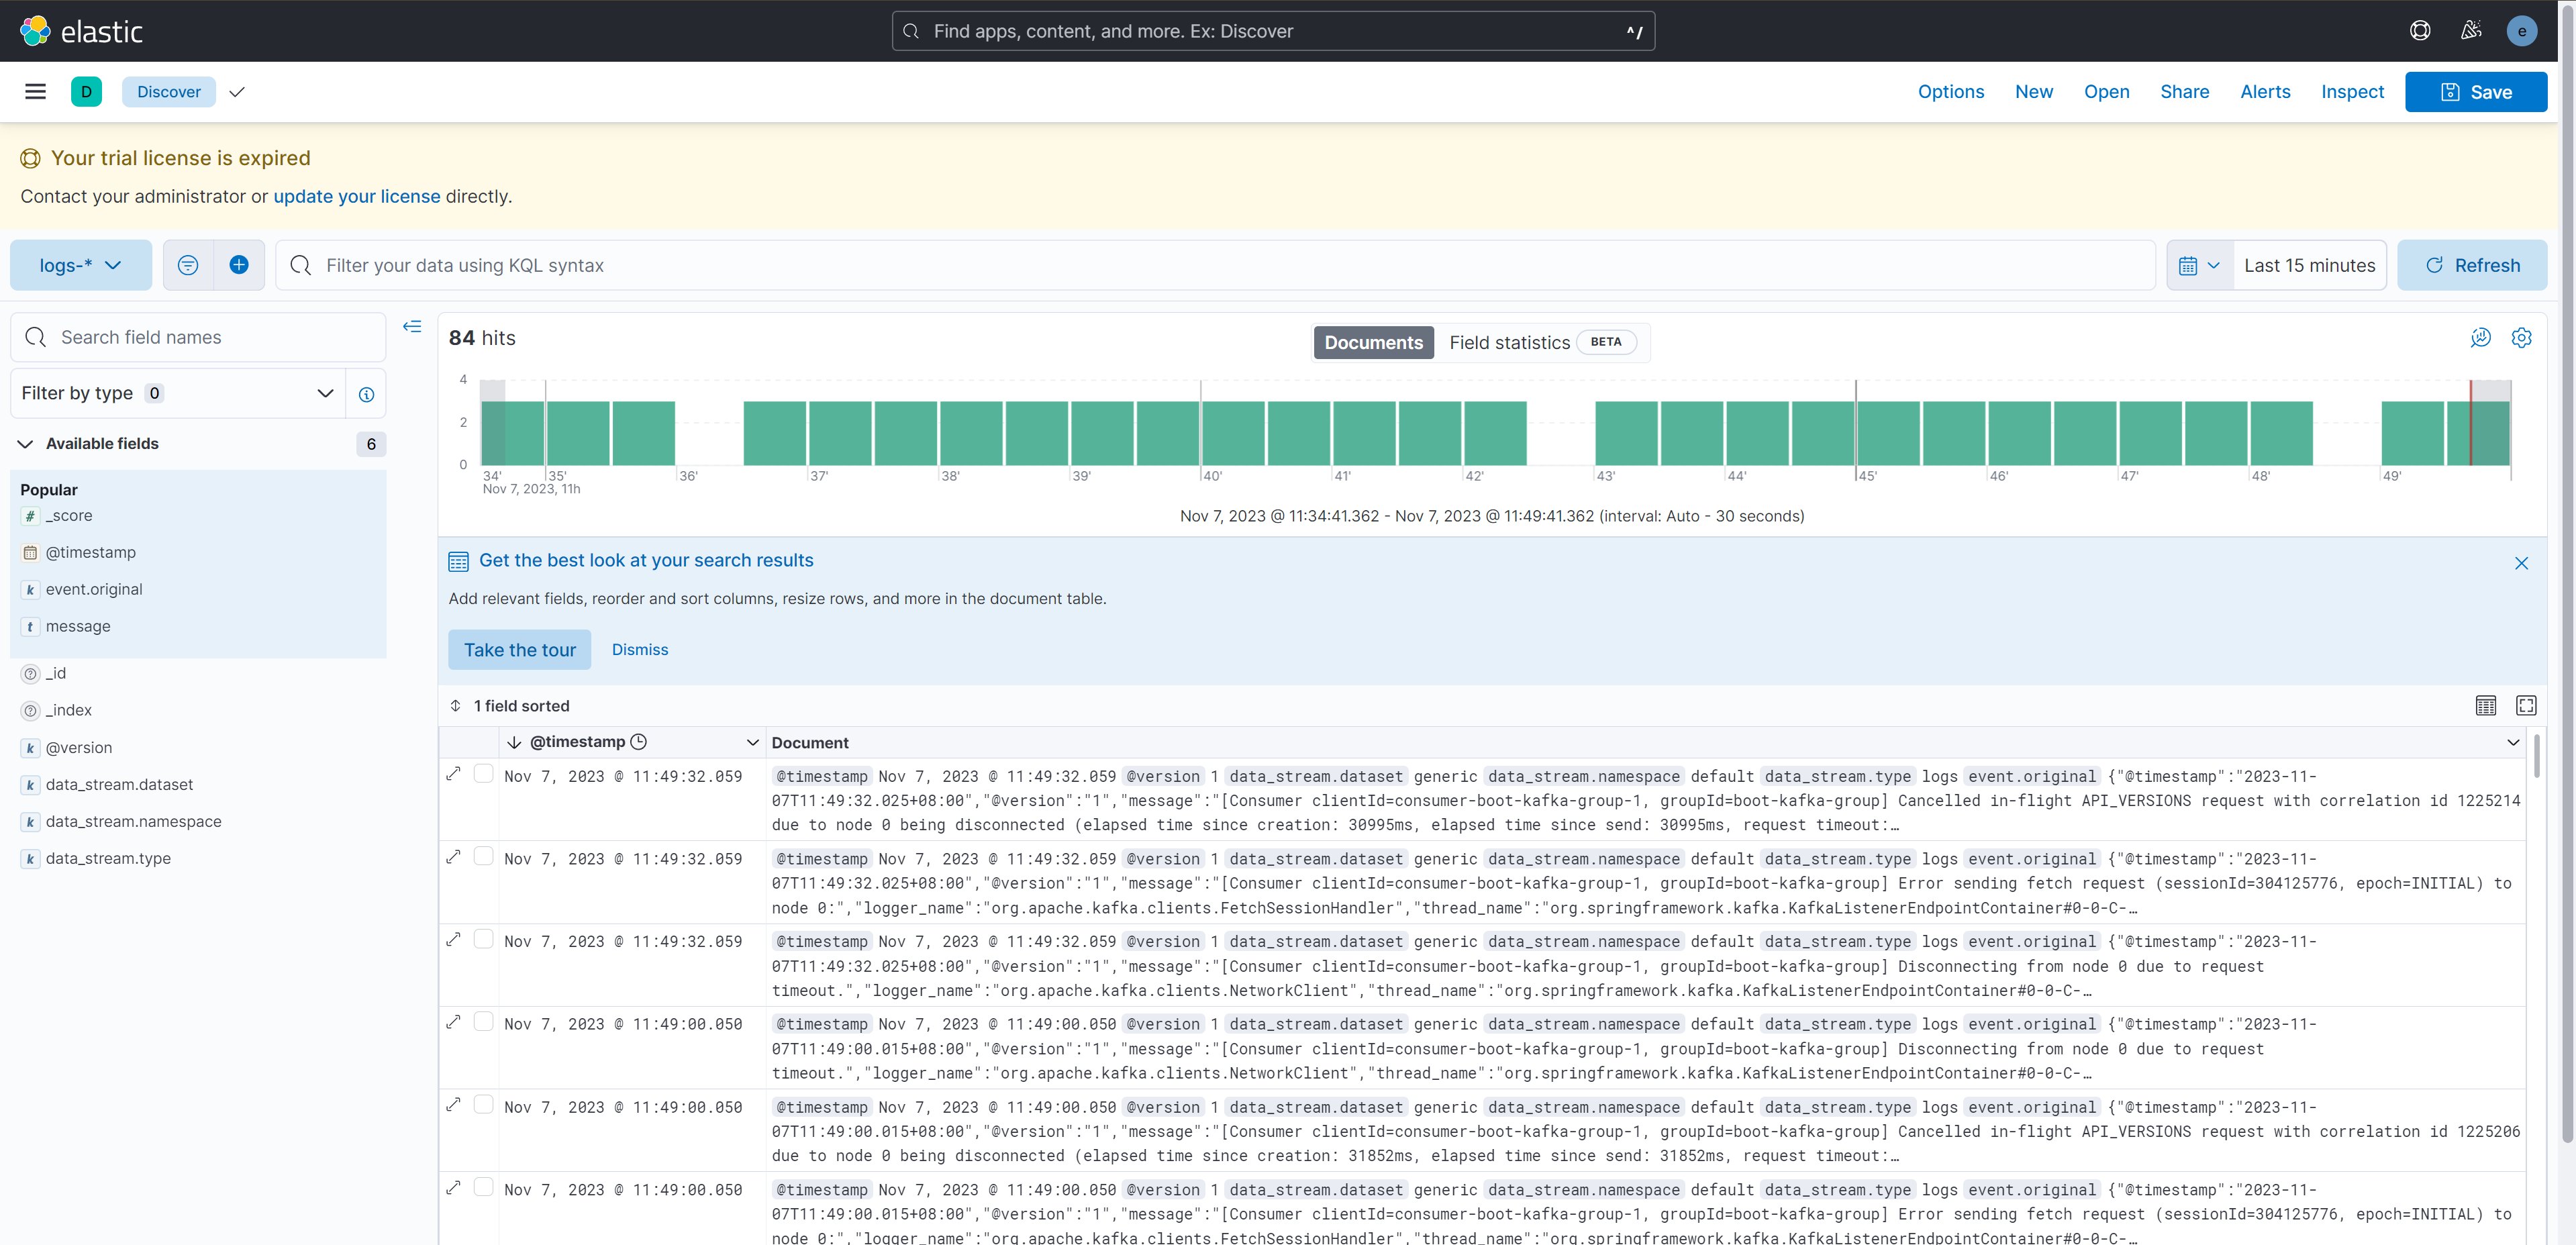 elastic
Find apps, content, and more. Ex: Discover
^/
e
D
Discover
Options
New
Open
Share
Alerts
Inspect
Save
Your trial license is expired
Contact your administrator or update your license directly.
logs-*
Filter your data using KQL syntax
Last 15 minutes
Refresh
Search field names
Filter by type 0
Available fields
6
Popular
# _score
@timestamp
k event.original
t message
_id
_index
k @version
k data_stream.dataset
k data_stream.namespace
k data_stream.type
84 hits
Documents
Field statistics BETA
4
2
0
34' 35' 36' 37' 38' 39' 40' 41' 42' 43' 44' 45' 46' 47' 48' 49'
Nov 7, 2023, 11h
Nov 7, 2023 @ 11:34:41.362 - Nov 7, 2023 @ 11:49:41.362 (interval: Auto - 30 seconds)
Get the best look at your search results
Add relevant fields, reorder and sort columns, resize rows, and more in the document table.
Take the tour
Dismiss
1 field sorted
@timestamp
Document
Nov 7, 2023 @ 11:49:32.059
@timestamp Nov 7, 2023 @ 11:49:32.059 @version 1 data_stream.dataset generic data_stream.namespace default data_stream.type logs event.original {"@timestamp":"2023-11-
07T11:49:32.025+08:00","@version":"1","message":"[Consumer clientId=consumer-boot-kafka-group-1, groupId=boot-kafka-group] Cancelled in-flight API_VERSIONS request with correlation id 1225214
due to node 0 being disconnected (elapsed time since creation: 30995ms, elapsed time since send: 30995ms, request timeout:…
Nov 7, 2023 @ 11:49:32.059
@timestamp Nov 7, 2023 @ 11:49:32.059 @version 1 data_stream.dataset generic data_stream.namespace default data_stream.type logs event.original {"@timestamp":"2023-11-
07T11:49:32.025+08:00","@version":"1","message":"[Consumer clientId=consumer-boot-kafka-group-1, groupId=boot-kafka-group] Error sending fetch request (sessionId=304125776, epoch=INITIAL) to
node 0:","logger_name":"org.apache.kafka.clients.FetchSessionHandler","thread_name":"org.springframework.kafka.KafkaListenerEndpointContainer#0-0-C-…
Nov 7, 2023 @ 11:49:32.059
@timestamp Nov 7, 2023 @ 11:49:32.059 @version 1 data_stream.dataset generic data_stream.namespace default data_stream.type logs event.original {"@timestamp":"2023-11-
07T11:49:32.025+08:00","@version":"1","message":"[Consumer clientId=consumer-boot-kafka-group-1, groupId=boot-kafka-group] Disconnecting from node 0 due to request
timeout.","logger_name":"org.apache.kafka.clients.NetworkClient","thread_name":"org.springframework.kafka.KafkaListenerEndpointContainer#0-0-C-…
Nov 7, 2023 @ 11:49:00.050
@timestamp Nov 7, 2023 @ 11:49:00.050 @version 1 data_stream.dataset generic data_stream.namespace default data_stream.type logs event.original {"@timestamp":"2023-11-
07T11:49:00.015+08:00","@version":"1","message":"[Consumer clientId=consumer-boot-kafka-group-1, groupId=boot-kafka-group] Disconnecting from node 0 due to request
timeout.","logger_name":"org.apache.kafka.clients.NetworkClient","thread_name":"org.springframework.kafka.KafkaListenerEndpointContainer#0-0-C-…
Nov 7, 2023 @ 11:49:00.050
@timestamp Nov 7, 2023 @ 11:49:00.050 @version 1 data_stream.dataset generic data_stream.namespace default data_stream.type logs event.original {"@timestamp":"2023-11-
07T11:49:00.015+08:00","@version":"1","message":"[Consumer clientId=consumer-boot-kafka-group-1, groupId=boot-kafka-group] Cancelled in-flight API_VERSIONS request with correlation id 1225206
due to node 0 being disconnected (elapsed time since creation: 31852ms, elapsed time since send: 31852ms, request timeout:…
Nov 7, 2023 @ 11:49:00.050
@timestamp Nov 7, 2023 @ 11:49:00.050 @version 1 data_stream.dataset generic data_stream.namespace default data_stream.type logs event.original {"@timestamp":"2023-11-
07T11:49:00.015+08:00","@version":"1","message":"[Consumer clientId=consumer-boot-kafka-group-1, groupId=boot-kafka-group] Error sending fetch request (sessionId=304125776, epoch=INITIAL) to
node 0:","logger_name":"org.apache.kafka.clients.FetchSessionHandler","thread_name":"org.springframework.kafka.KafkaListenerEndpointContainer#0-0-C-…